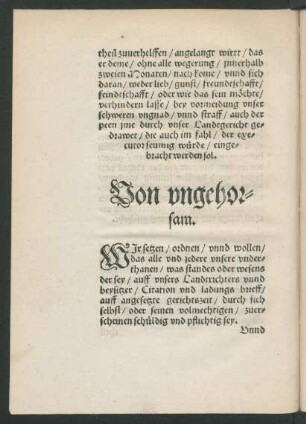 theil zuuerhelffen / angelangt wirt / das
er deme / ohne alle wegerung / innerhalb
zweien Monaten / nach kome / vnnd sich
daran / weder lieb / gunst / freundtschafft /
feindtschafft / oder wie das sein möchte /
verhindern lasse / bey vormeidung vnser
schweren vngnad / vnnd straff / auch der
peen jme durch vnser Landtgericht ge-
drawet / die auch im fahl / der exe-
cutor seumig würde / einge-
bracht werden sol.
Von vngehor-
sam.
WIr setzen / ordnen / vnnd wollen /
das alle vnd jedere vnsere vnder-
thanen / was standes oder wesens
der sey / auff vnsers Landtrichters vnnd
beysitzer / Citation vnd ladungs brieff /
auff angesetzte gerichtszeit / durch sich
selbst / oder seinen volmechtigen / zuer-
scheinen schüldig vnd pflichtig sey.
Vnnd